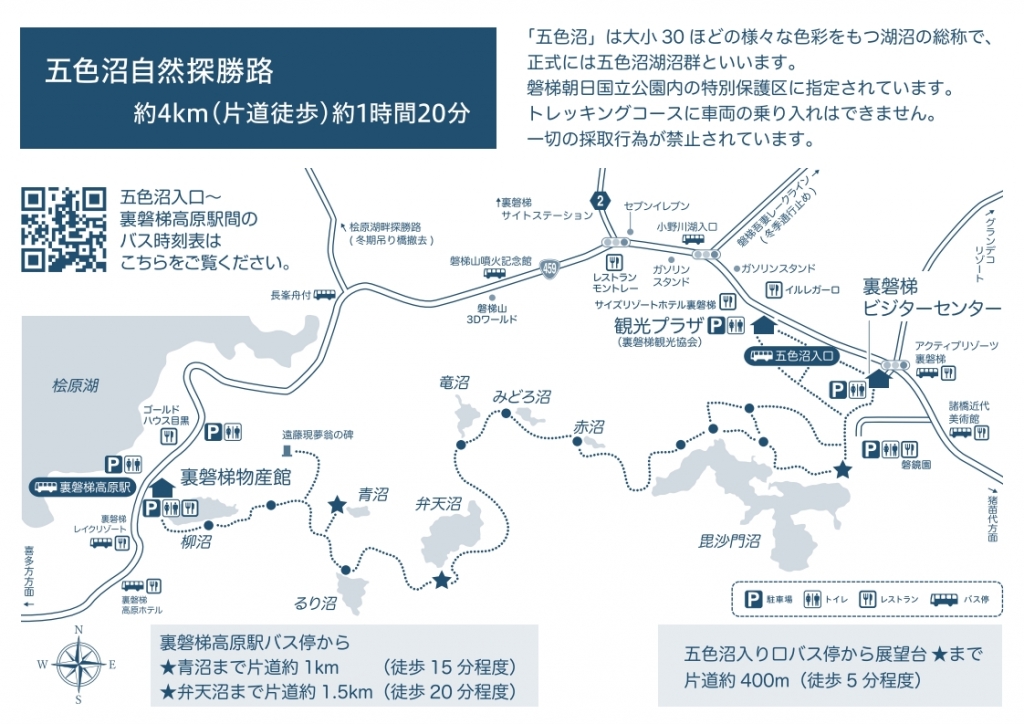 五色沼自然探勝路
約4km（片道徒歩）約1時間20分
「五色沼」は大小30ほどの様々な色彩をもつ湖沼の総称で、
正式には五色沼湖沼群といいます。
磐梯朝日国立公園内の特別保護区に指定されています。
トレッキングコースに車両の乗り入れはできません。
一切の採取行為が禁止されています。
五色沼入口～
裏磐梯高原駅間の
バス時刻表は
こちらをご覧ください。
桧原湖畔探勝路
(冬期吊り橋撤去)
裏磐梯
サイトステーション
2
セブンイレブン
小野川湖入口
磐梯吾妻レークライン
(冬季通行止め)
グランデコ
リゾート
長峯舟付
磐梯山噴火記念館
459
磐梯山
3Dワールド
レストラン
モントレー
ガソリン
スタンド
ガソリンスタンド
イルレガーロ
サイズリゾートホテル裏磐梯
観光プラザ P
（裏磐梯観光協会）
裏磐梯
ビジターセンター
五色沼入口
P
アクティブリゾーツ
裏磐梯
諸橋近代
美術館
P
磐鏡園
猪苗代方面
桧原湖
ゴールド
ハウス目黒
P
P
裏磐梯高原駅
裏磐梯物産館
P
裏磐梯
レイクリゾート
喜多方方面
裏磐梯
高原ホテル
遠藤現夢翁の碑
竜沼
みどろ沼
赤沼
青沼
弁天沼
柳沼
るり沼
毘沙門沼
P 駐車場 トイレ レストラン バス停
N
W E
S
裏磐梯高原駅バス停から
★青沼まで片道約1km （徒歩15分程度）
★弁天沼まで片道約1.5km（徒歩20分程度）
五色沼入り口バス停から展望台★まで
片道約400m（徒歩5分程度）